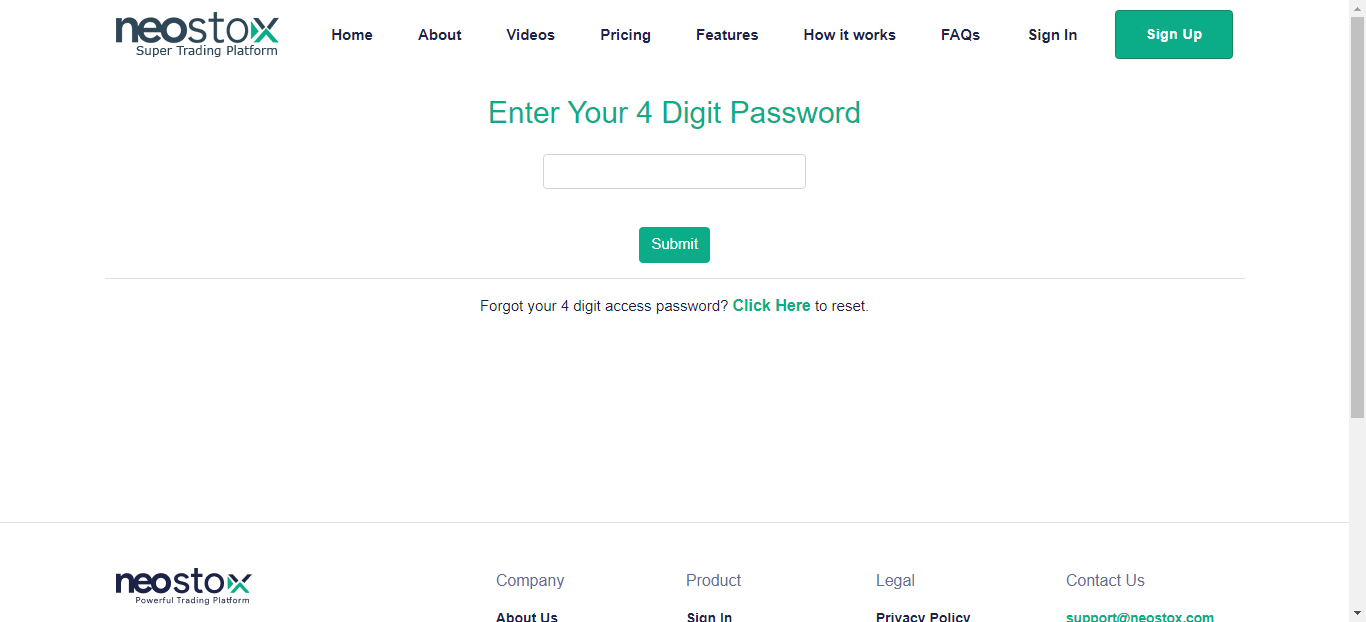 neostox
Super Trading Platform
Home About Videos Pricing Features How it works FAQs Sign In Sign Up
Enter Your 4 Digit Password
Submit
Forgot your 4 digit access password? Click Here to reset.
neostox
Powerful Trading Platform
Company Product Legal Contact Us
About Us Sign In Privacy Policy support@neostox.com